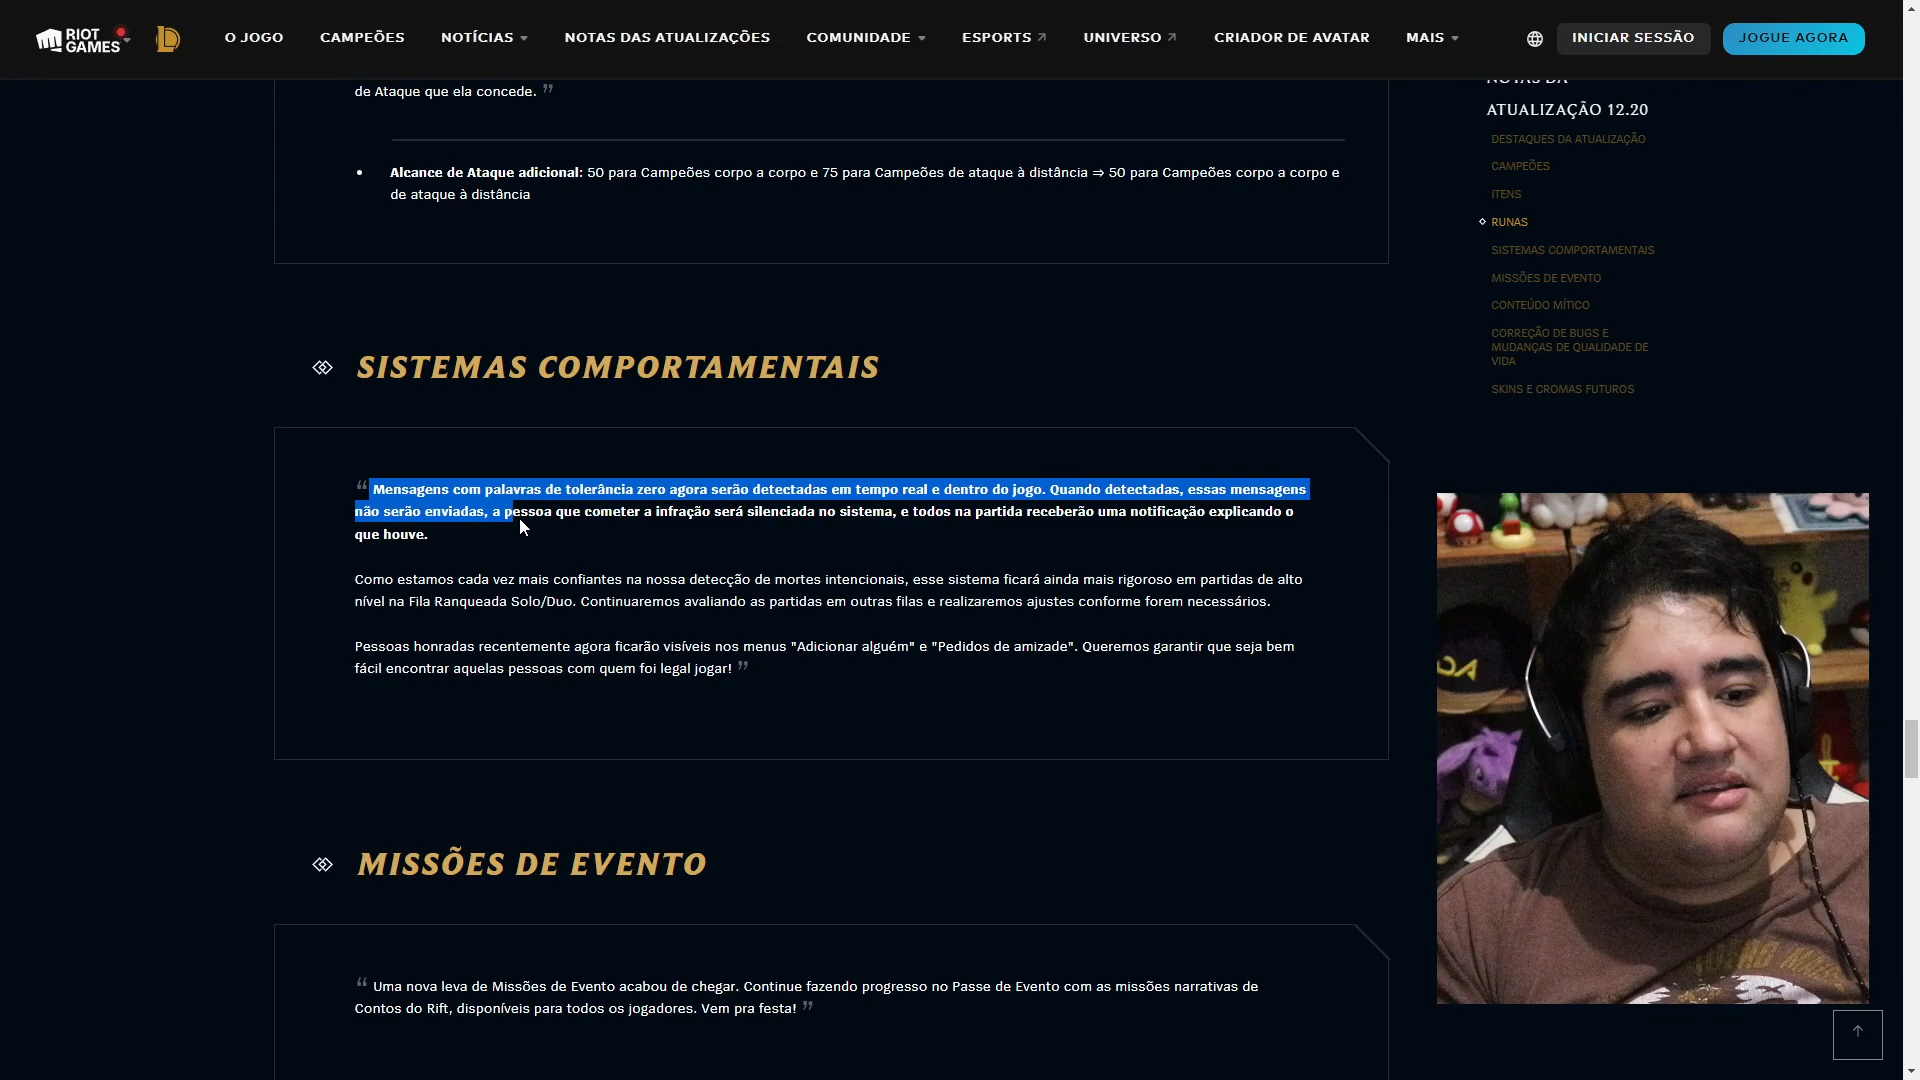 RIOT GAMES
O JOGO
CAMPEÕES
NOTÍCIAS
NOTAS DAS ATUALIZAÇÕES
COMUNIDADE
ESPORTS
UNIVERSO
CRIADOR DE AVATAR
MAIS
INICIAR SESSÃO
JOGUE AGORA
de Ataque que ela concede. ”
• Alcance de Ataque adicional: 50 para Campeões corpo a corpo e 75 para Campeões de ataque à distância ⇒ 50 para Campeões corpo a corpo e
de ataque à distância
SISTEMAS COMPORTAMENTAIS
“ Mensagens com palavras de tolerância zero agora serão detectadas em tempo real e dentro do jogo. Quando detectadas, essas mensagens
não serão enviadas, a pessoa que cometer a infração será silenciada no sistema, e todos na partida receberão uma notificação explicando o
que houve.
Como estamos cada vez mais confiantes na nossa detecção de mortes intencionais, esse sistema ficará ainda mais rigoroso em partidas de alto
nível na Fila Ranqueada Solo/Duo. Continuaremos avaliando as partidas em outras filas e realizaremos ajustes conforme forem necessários.
Pessoas honradas recentemente agora ficarão visíveis nos menus "Adicionar alguém" e "Pedidos de amizade". Queremos garantir que seja bem
fácil encontrar aquelas pessoas com quem foi legal jogar! ”
MISSÕES DE EVENTO
“ Uma nova leva de Missões de Evento acabou de chegar. Continue fazendo progresso no Passe de Evento com as missões narrativas de
Contos do Rift, disponíveis para todos os jogadores. Vem pra festa! ”
NOTAS DA
ATUALIZAÇÃO 12.20
DESTAQUES DA ATUALIZAÇÃO
CAMPEÕES
ITENS
RUNAS
SISTEMAS COMPORTAMENTAIS
MISSÕES DE EVENTO
CONTEÚDO MÍTICO
CORREÇÃO DE BUGS E
MUDANÇAS DE QUALIDADE DE
VIDA
SKINS E CROMAS FUTUROS